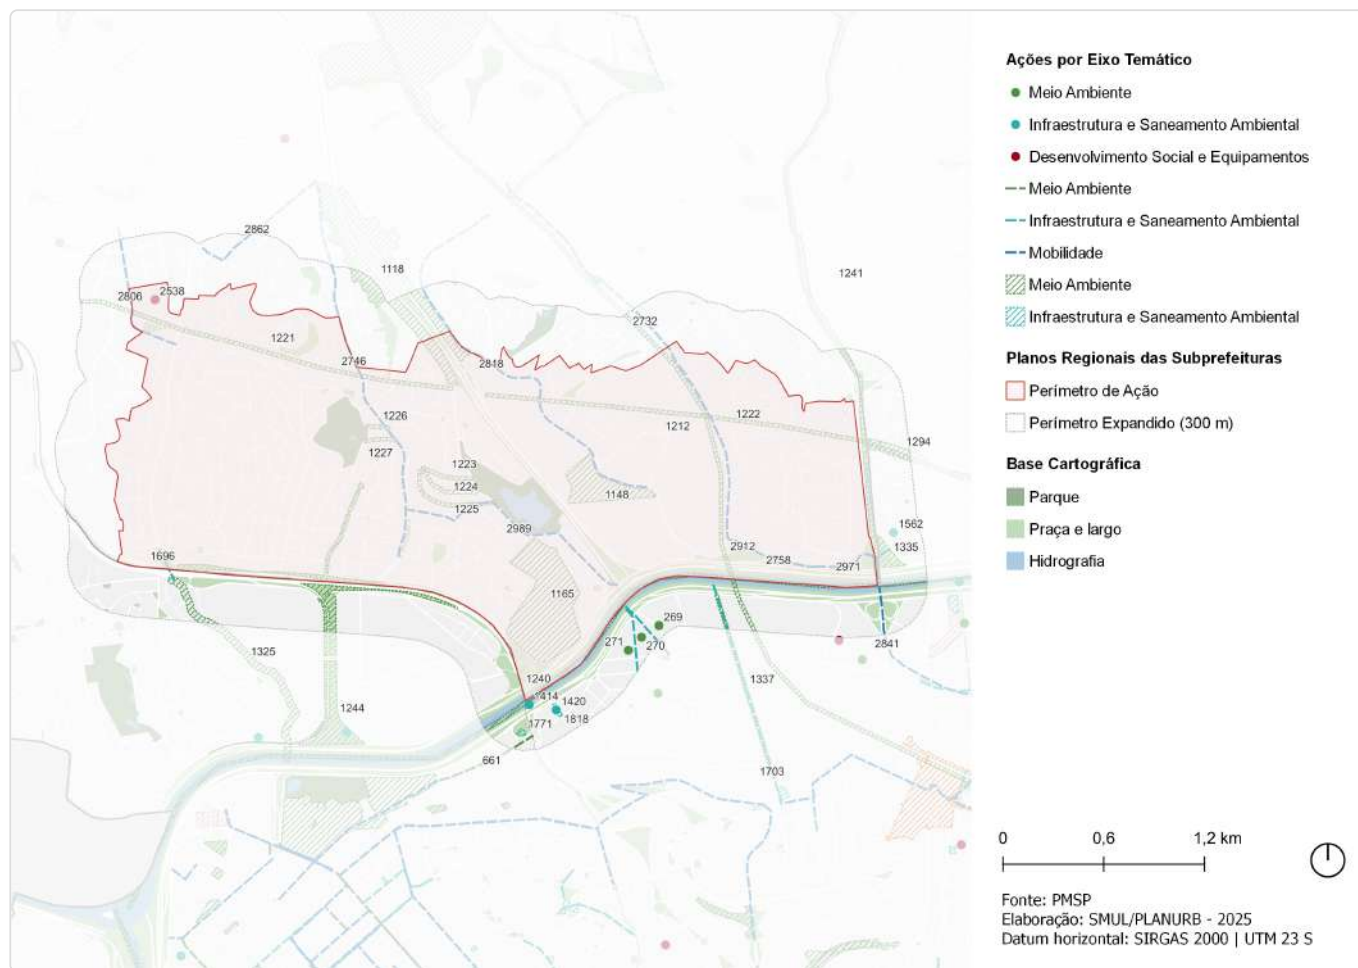 2862
1118
1241
2806
2538
2732
1221
2746
2818
1226
1222
1212
1294
1227
1223
1224
1148
1225
2989
1562
2912
1335
1696
2758
2971
1165
269
271
270
2841
1325
1337
1240
1414
1420
1244
1771
1818
661
1703
Ações por Eixo Temático
Meio Ambiente
Infraestrutura e Saneamento Ambiental
Desenvolvimento Social e Equipamentos
Meio Ambiente
Infraestrutura e Saneamento Ambiental
Mobilidade
Meio Ambiente
Infraestrutura e Saneamento Ambiental
Planos Regionais das Subprefeituras
Perímetro de Ação
Perímetro Expandido (300 m)
Base Cartográfica
Parque
Praça e largo
Hidrografia
0 0,6 1,2 km
Fonte: PMSP
Elaboração: SMUL/PLANURB - 2025
Datum horizontal: SIRGAS 2000 | UTM 23 S